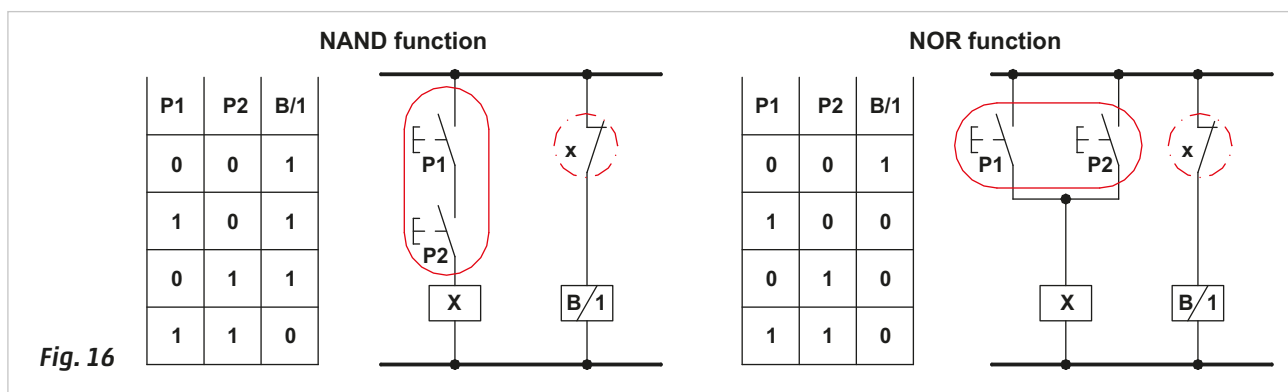 NAND function
P1 P2 B/1
0 0 1
1 0 1
0 1 1
1 1 0
P1
P2
X
x
B/1
NOR function
P1 P2 B/1
0 0 1
1 0 0
0 1 0
1 1 0
P1
P2
X
x
B/1
Fig. 16